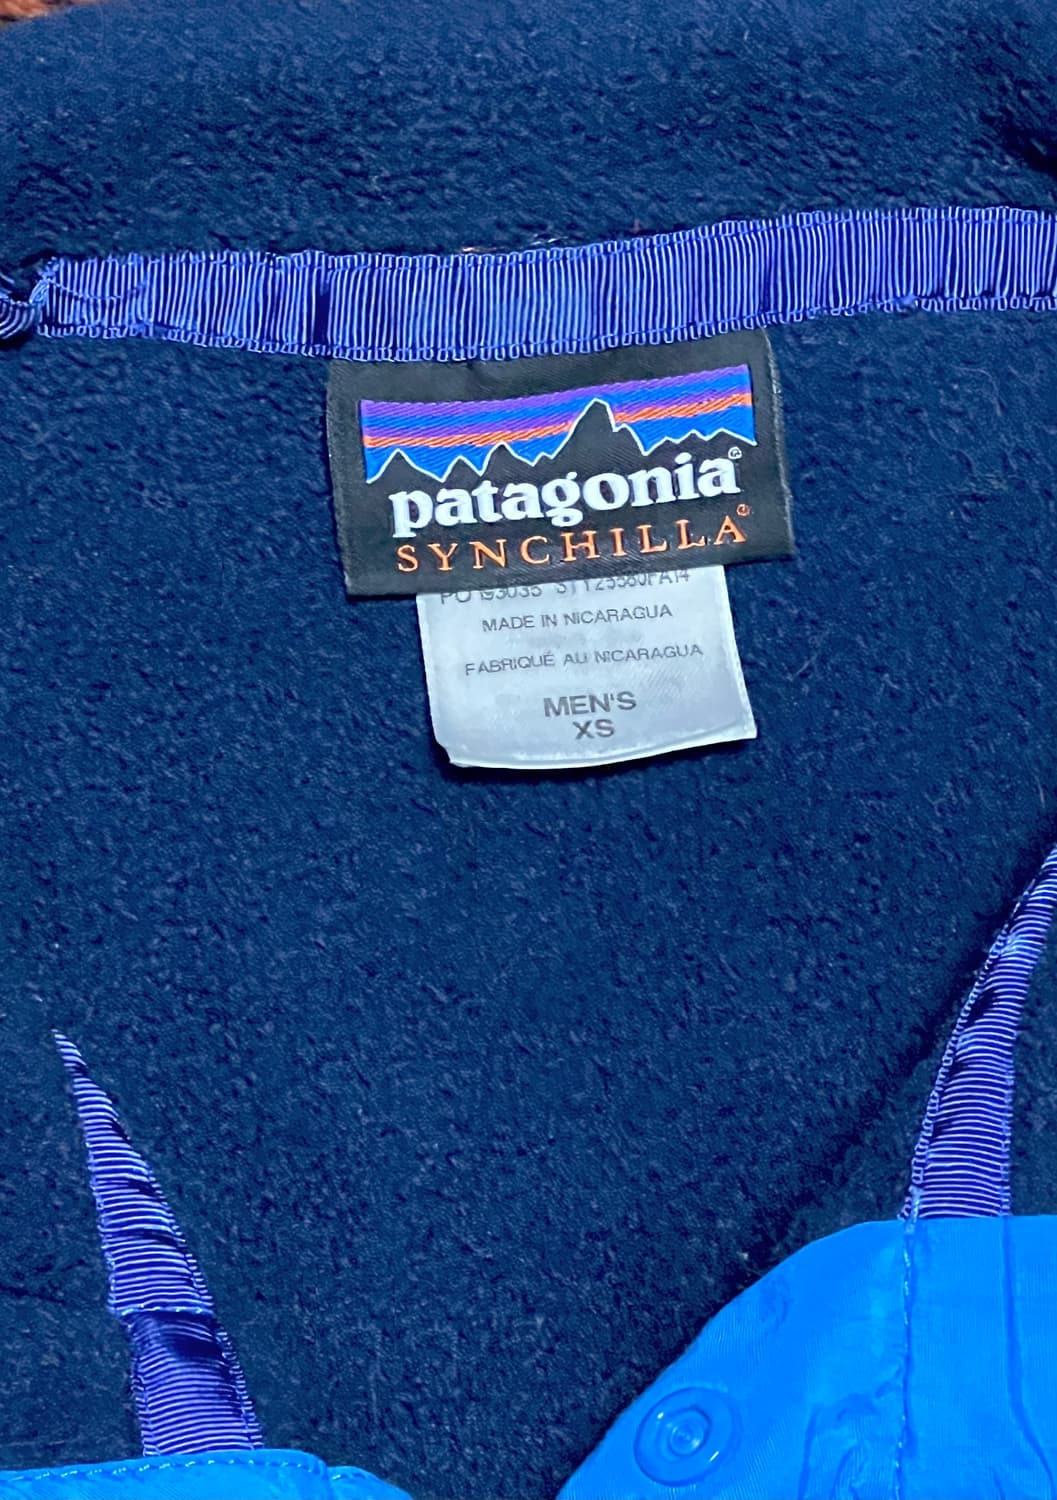 patagonia®
SYNCHILLA®
MADE IN NICARAGUA
FABRIQUÉ AU NICARAGUA
MEN'S
XS